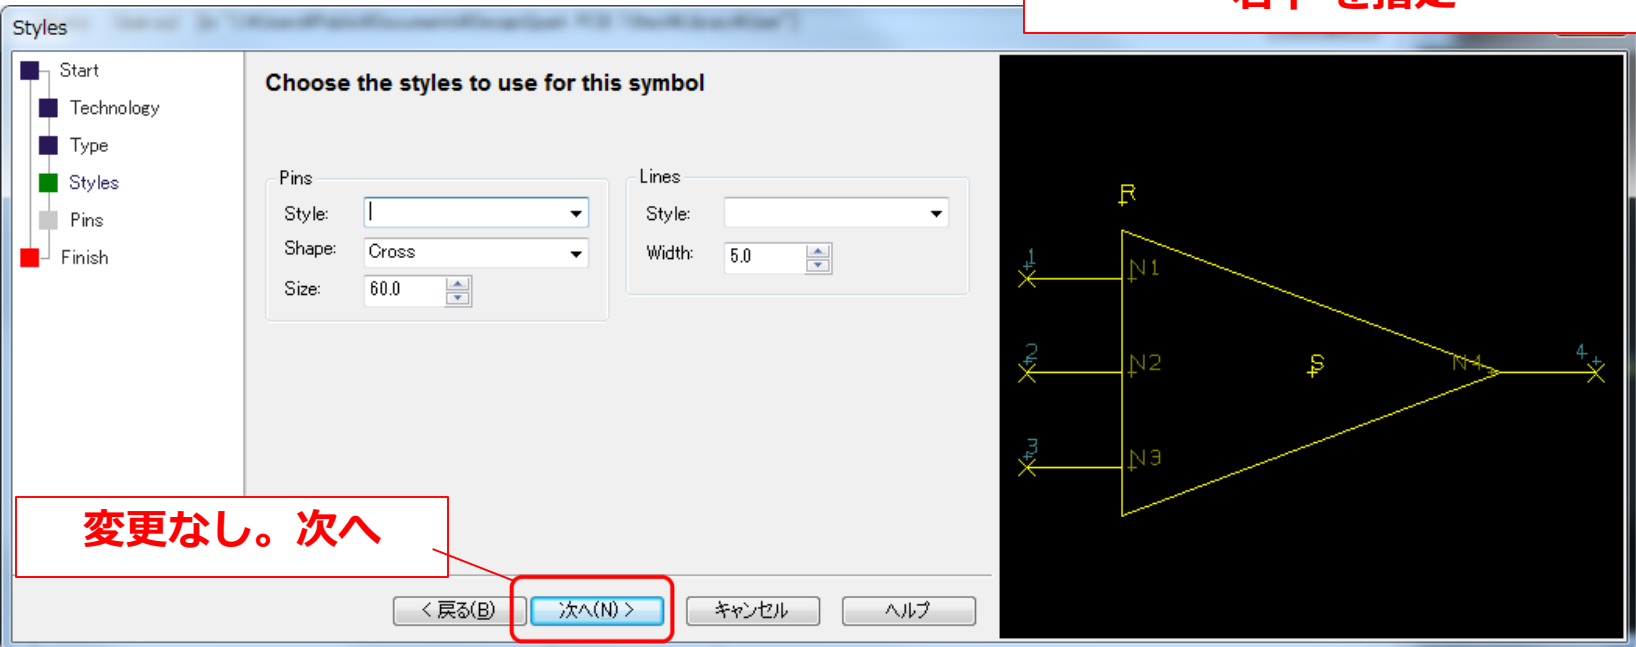 Styles
Start
Technology
Type
Styles
Pins
Finish
Choose the styles to use for this symbol
Pins
Style:
Shape: Cross
Size: 60.0
Lines
Style:
Width: 5.0
R
1
N1
2
N2
S
N4
4
3
N3
変更なし。次へ
< 戻る(B)
次へ(N) >
キャンセル
ヘルプ